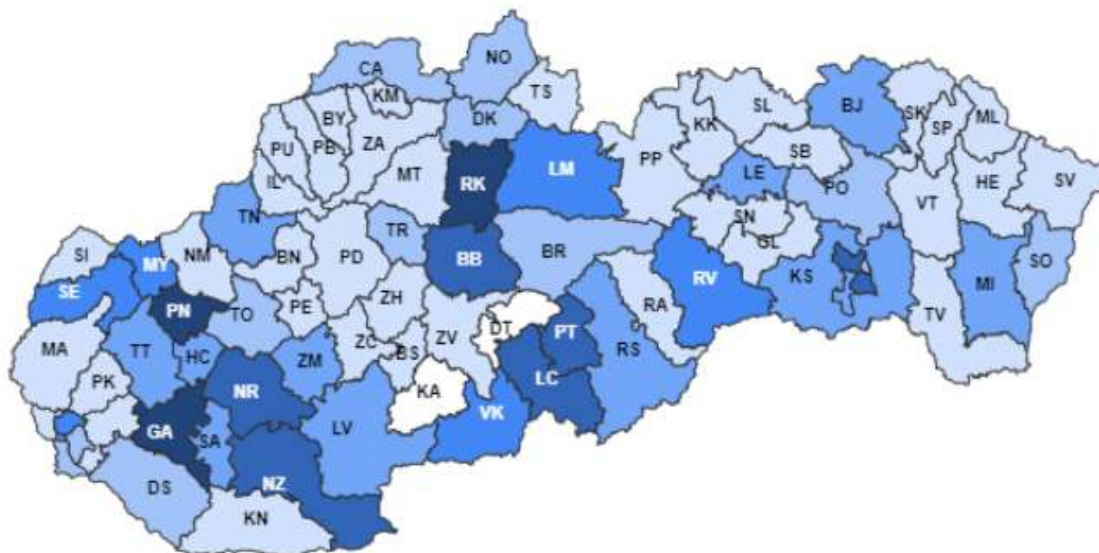 NO
CA
TS
KM
DK
BY
PU
PB
ZA
IL
MT
RK
LM
PP
KK
SL
BJ
SK
SP
ML
SB
LE
PO
HE
SV
VT
SN
GL
TN
TR
SI
MY
NM
BN
PD
BB
BR
RV
KS
MI
SO
SE
PN
TO
PE
ZH
RA
TV
MA
TT
HC
ZM
ZC
BS
ZV
DT
PT
RS
PK
NR
KA
LC
GA
SA
LV
VK
DS
NZ
KN